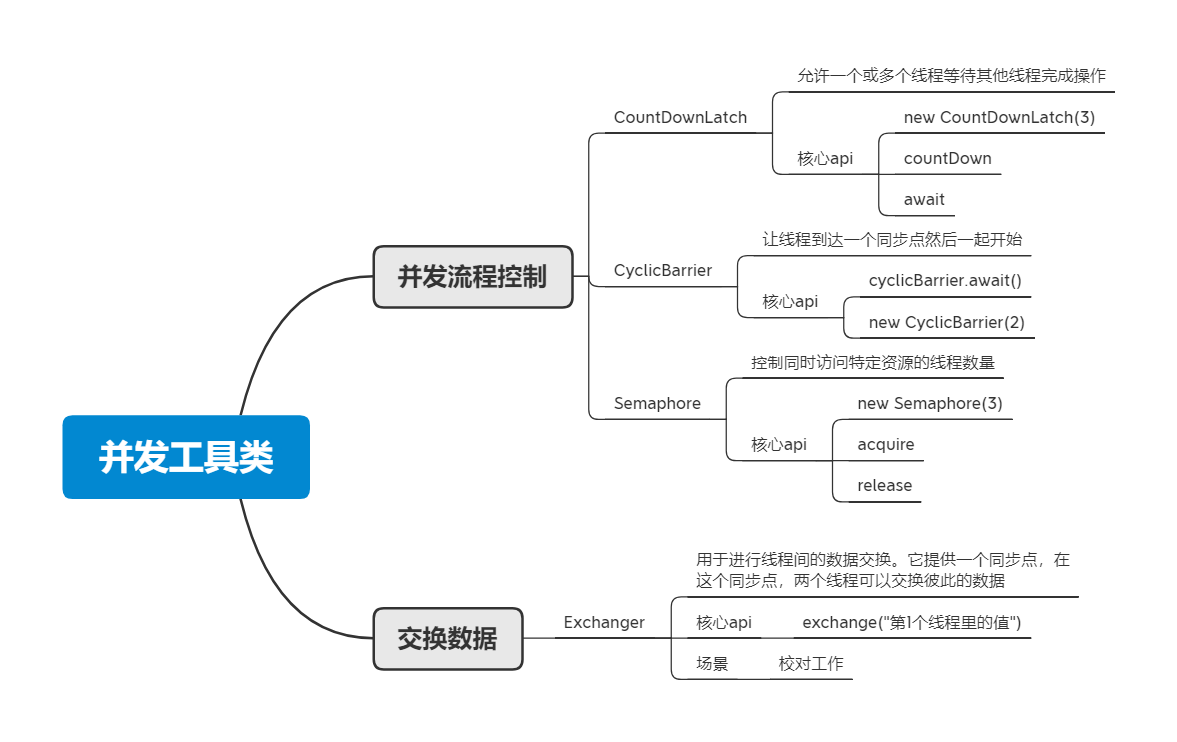 并发工具类
并发流程控制
CountDownLatch
允许一个或多个线程等待其他线程完成操作
核心api
new CountDownLatch(3)
countDown
await
CyclicBarrier
让线程到达一个同步点然后一起开始
核心api
cyclicBarrier.await()
new CyclicBarrier(2)
Semaphore
控制同时访问特定资源的线程数量
核心api
new Semaphore(3)
acquire
release
交换数据
Exchanger
用于进行线程间的数据交换。它提供一个同步点，在
这个同步点，两个线程可以交换彼此的数据
核心api
exchange("第1个线程里的值")
场景
校对工作